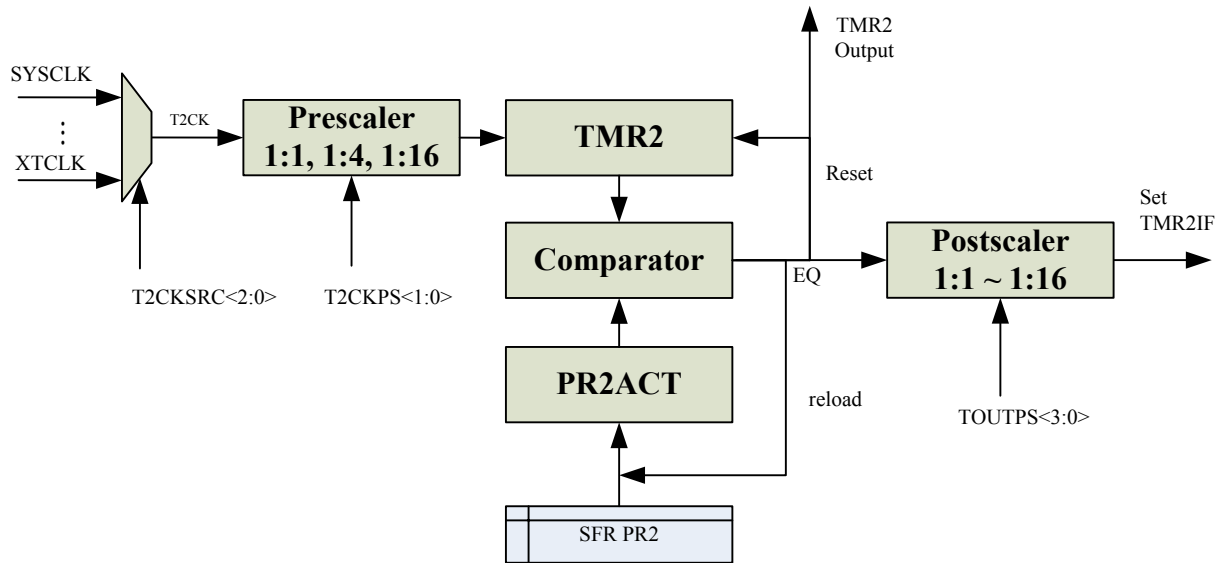 TMR2
Output
SYSCLK
⋮
XTCLK
T2CK
Prescaler
1:1, 1:4, 1:16
TMR2
Reset
Set
TMR2IF
Comparator
EQ
Postscaler
1:1 ~ 1:16
T2CKSRC<2:0>
T2CKPS<1:0>
PR2ACT
reload
TOUTPS<3:0>
SFR PR2